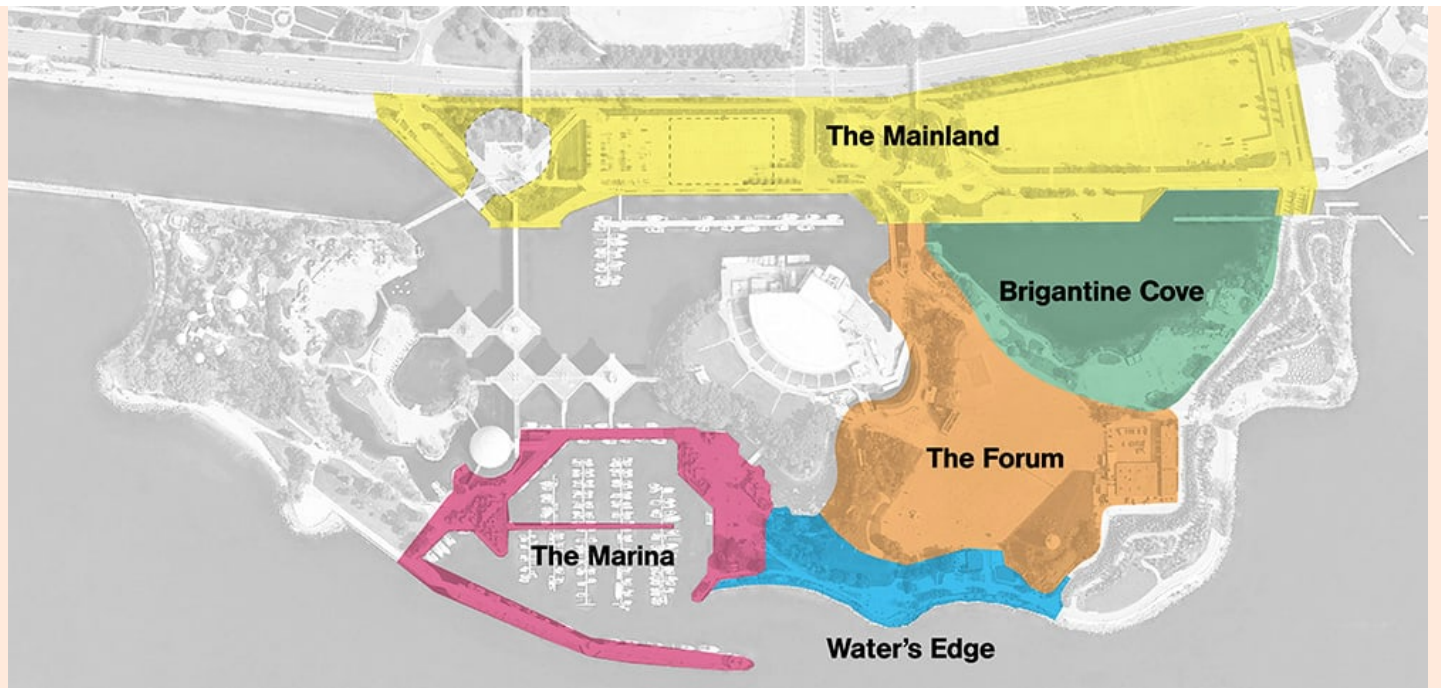 The Mainland
Brigantine Cove
The Forum
The Marina
Water's Edge